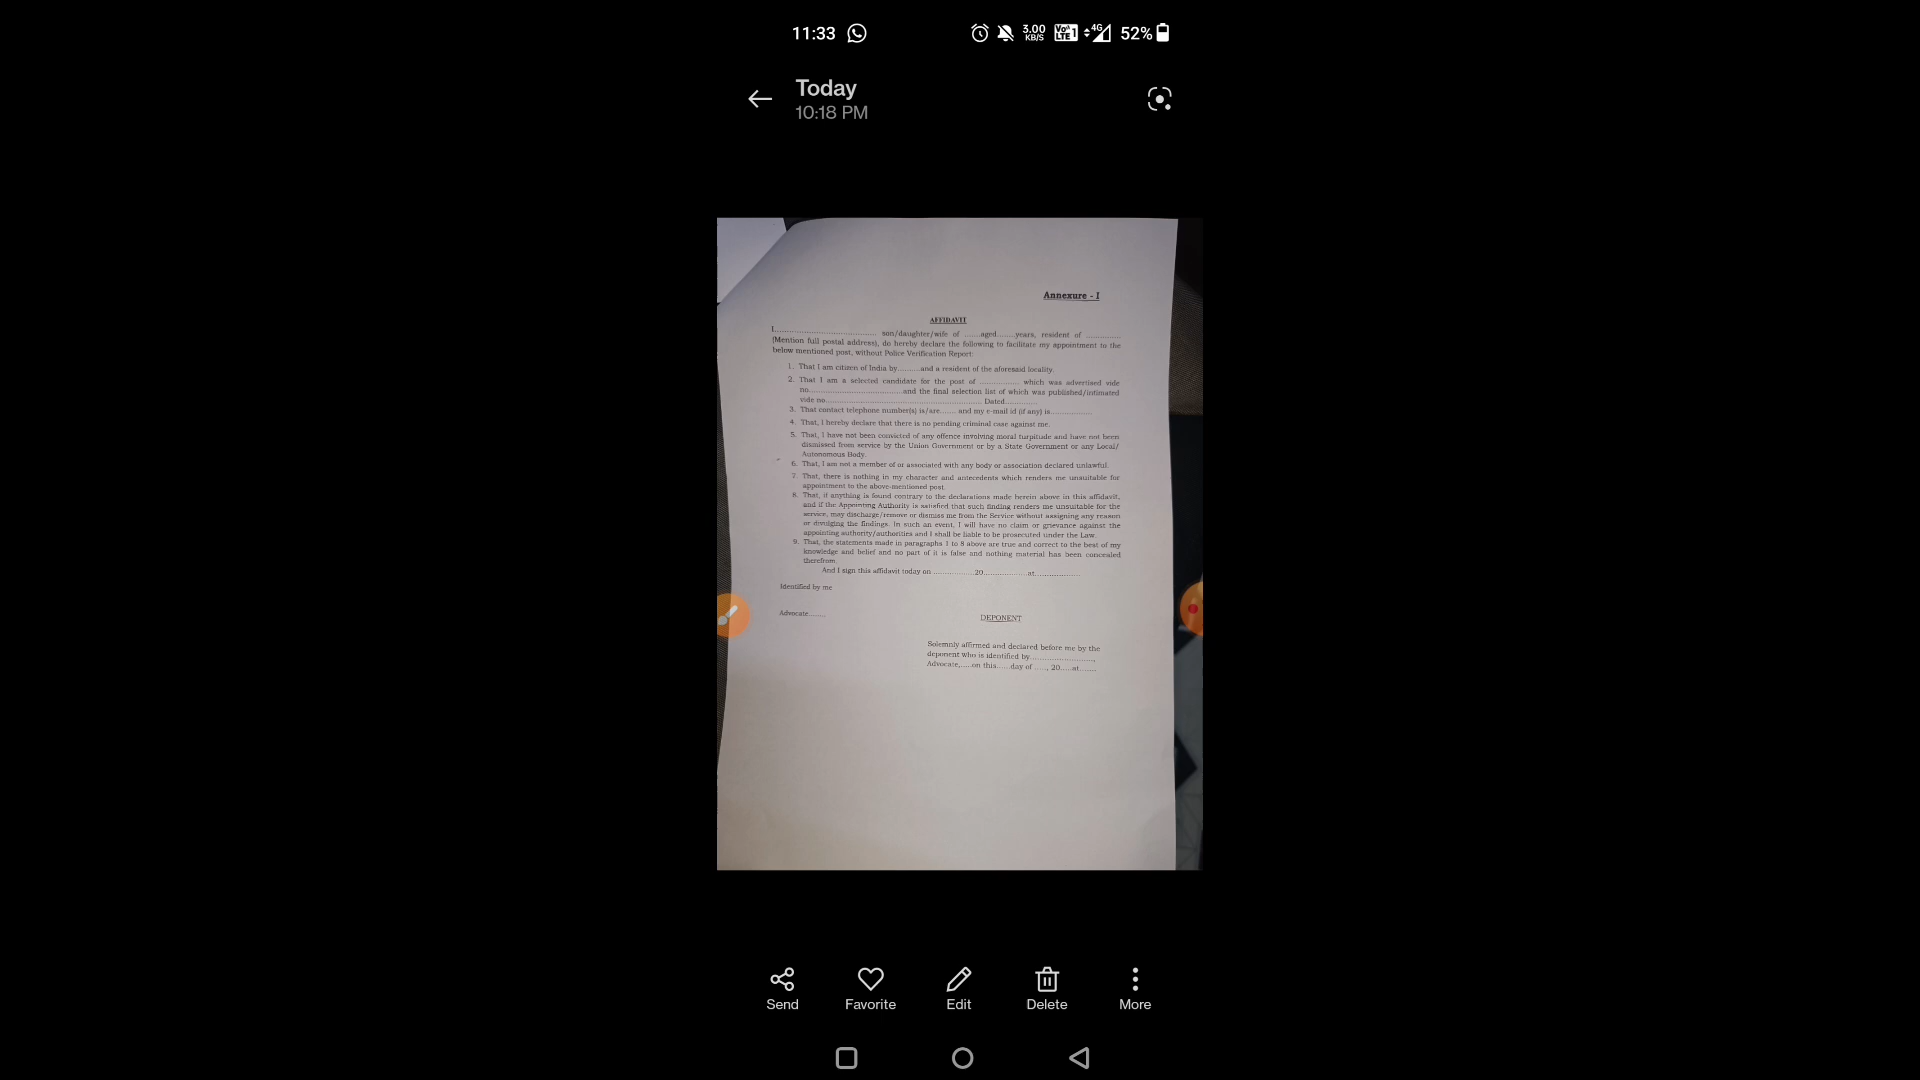 11:33
3.00
KB/S
Vo
LTE 1
4G
52%
Today
10:18 PM
Annexure - I
AFFIDAVIT
I.................................... son/daughter/wife of ......aged.......years, resident of .............
(Mention full postal address), do hereby declare the following to facilitate my appointment to the
below mentioned post, without Police Verification Report:
1. That I am citizen of India by.........and a resident of the aforesaid locality.
2. That I am a selected candidate for the post of ............... which was advertised vide
no....................................and the final selection list of which was published/intimated
vide no............................................................ Dated............
3. That contact telephone number(s) is/are....... and my e-mail id (if any) is................
4. That, I hereby declare that there is no pending criminal case against me.
5. That, I have not been convicted of any offence involving moral turpitude and have not been
dismissed from service by the Union Government or by a State Government or any Local/
Autonomous Body.
6. That, I am not a member of or associated with any body or association declared unlawful.
7. That, there is nothing in my character and antecedents which renders me unsuitable for
appointment to the above-mentioned post.
8. That, if anything is found contrary to the declarations made herein above in this affidavit,
and if the Appointing Authority is satisfied that such finding renders me unsuitable for the
service, may discharge/remove or dismiss me from the Service without assigning any reason
or divulging the findings. In such an event, I will have no claim or grievance against the
appointing authority/authorities and I shall be liable to be prosecuted under the Law.
9. That, the statements made in paragraphs 1 to 8 above are true and correct to the best of my
knowledge and belief and no part of it is false and nothing material has been concealed
therefrom.
And I sign this affidavit today on ................20.................at.................
Identified by me
Advocate.......
DEPONENT
Solemnly affirmed and declared before me by the
deponent who is identified by.........................,
Advocate,.....on this......day of ....., 20.....at.......
Send
Favorite
Edit
Delete
More